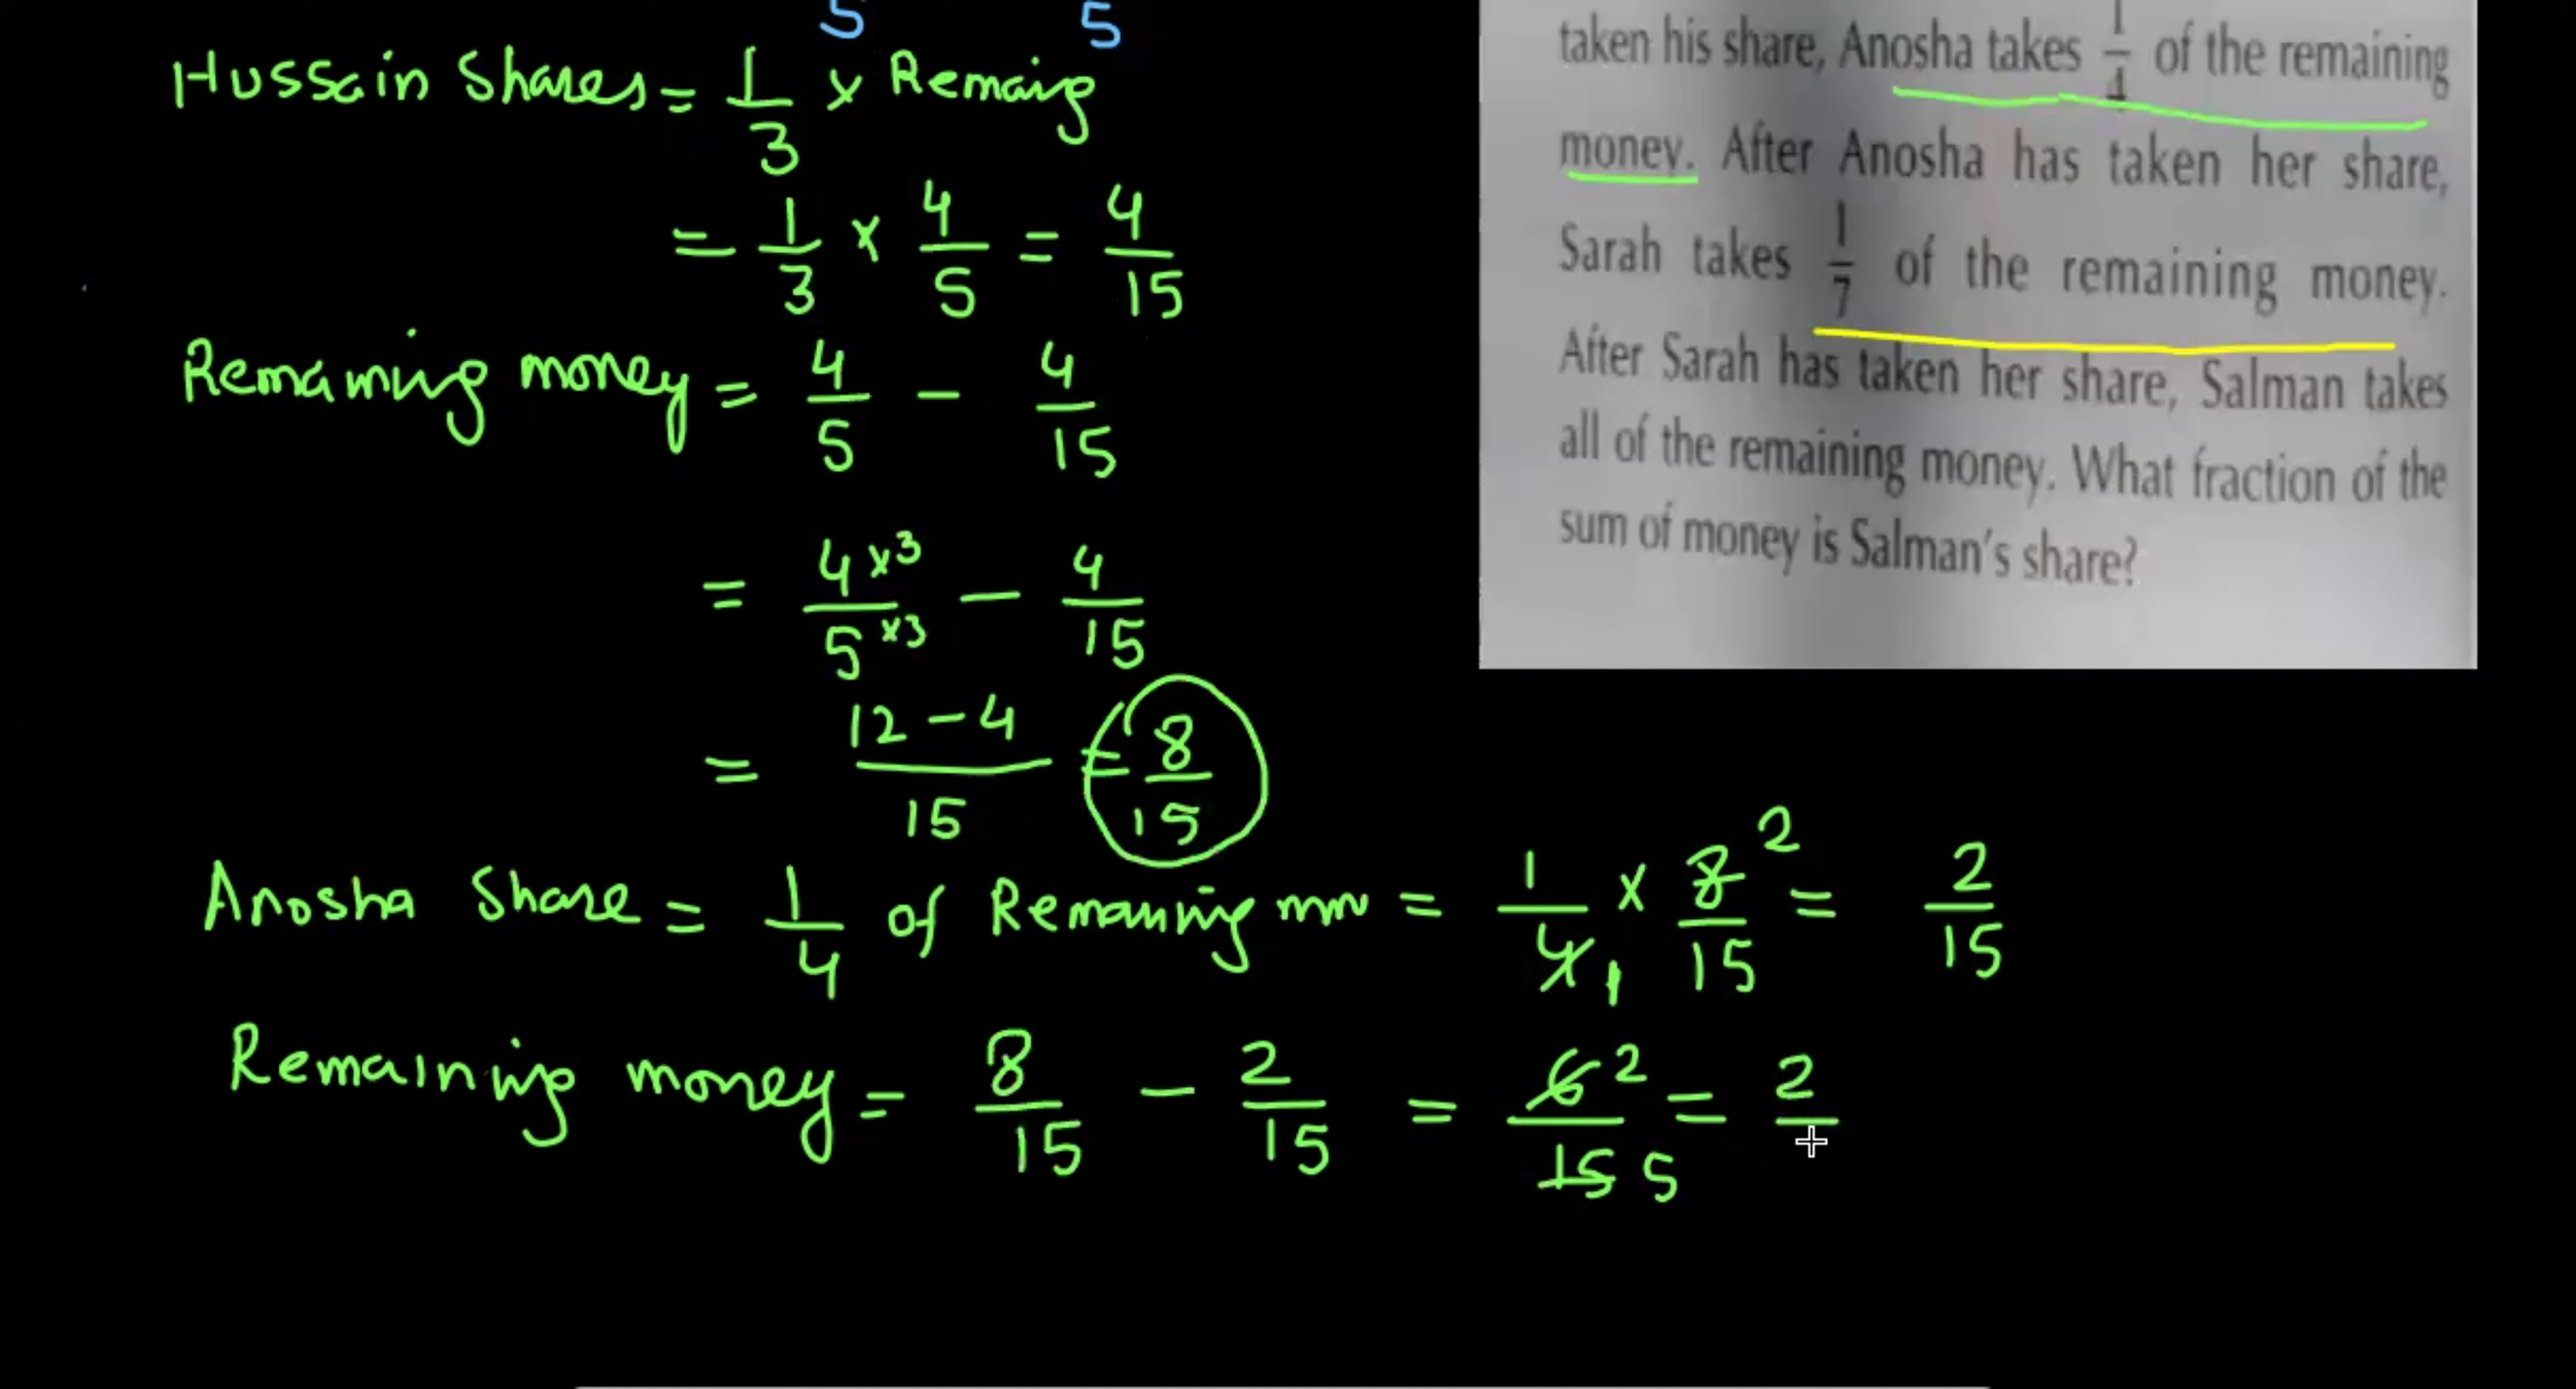 5 5
Hussain Shares = 1/3 x Remaing
= 1/3 x 4/5 = 4/15
Remaining money = 4/5 - 4/15
= 4x3/5x3 - 4/15
= 12-4/15 = 8/15
Anosha Share = 1/4 of Remaning mn = 1/4 1 x 8/15 2 = 2/15
Remaining money = 8/15 - 2/15 = 6/15 2 5 = 2/
taken his share, Anosha takes 1/4 of the remaining
money. After Anosha has taken her share,
Sarah takes 1/7 of the remaining money.
After Sarah has taken her share, Salman takes
all of the remaining money. What fraction of the
sum of money is Salman's share?